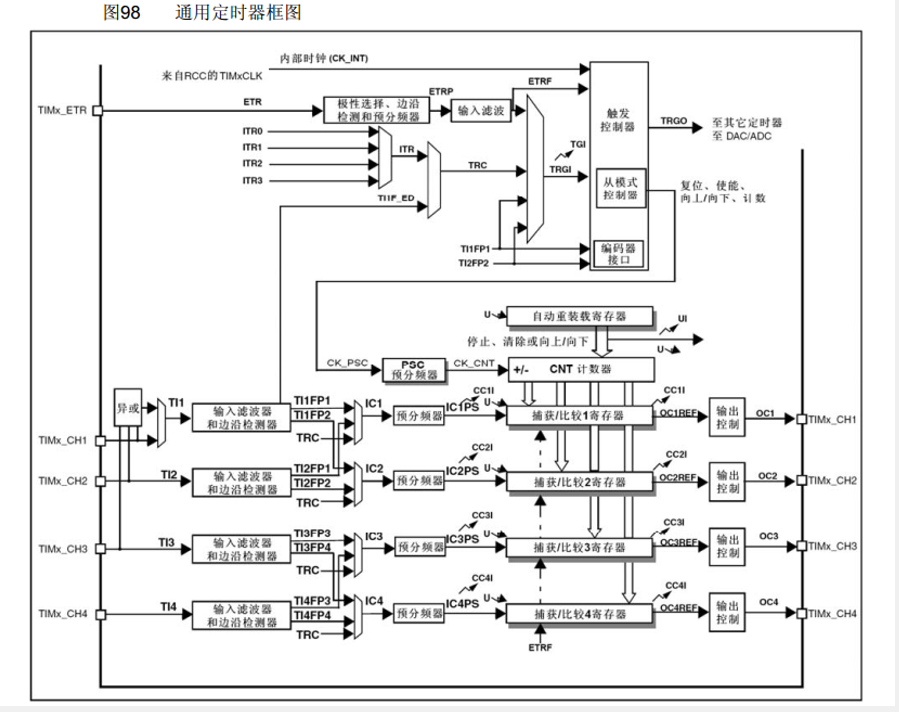 图98 通用定时器框图
内部时钟 (CK_INT)
来自RCC的TIMxCLK
TIMx_ETR
ETR
极性选择、边沿
检测和预分频器
ETRP
输入滤波
ETRF
触发
控制器
TRGO
至其它定时器
至 DAC/ADC
ITR0
ITR1
ITR2
ITR3
ITR
TRC
TI1F_ED
TGI
TRGI
从模式
控制器
复位、使能、
向上/向下、计数
TI1FP1
TI2FP2
编码器
接口
U
自动重装载寄存器
UI
停止、清除或向上/向下
U
CK_PSC
PSC
预分频器
CK_CNT
+/-
CNT 计数器
异或
TI1
输入滤波器
和边沿检测器
TI1FP1
TI1FP2
TRC
IC1
预分频器
IC1PS
CC1I
U
捕获/比较1寄存器
CC1I
OC1REF
输出
控制
OC1
TIMx_CH1
TIMx_CH1
TIMx_CH2
TI2
输入滤波器
和边沿检测器
TI2FP1
TI2FP2
TRC
IC2
预分频器
IC2PS
CC2I
U
捕获/比较2寄存器
CC2I
OC2REF
输出
控制
OC2
TIMx_CH2
TIMx_CH3
TI3
输入滤波器
和边沿检测器
TI3FP3
TI3FP4
TRC
IC3
预分频器
IC3PS
CC3I
U
捕获/比较3寄存器
CC3I
OC3REF
输出
控制
OC3
TIMx_CH3
TIMx_CH4
TI4
输入滤波器
和边沿检测器
TI4FP3
TI4FP4
TRC
IC4
预分频器
IC4PS
CC4I
U
捕获/比较4寄存器
CC4I
OC4REF
输出
控制
OC4
TIMx_CH4
ETRF